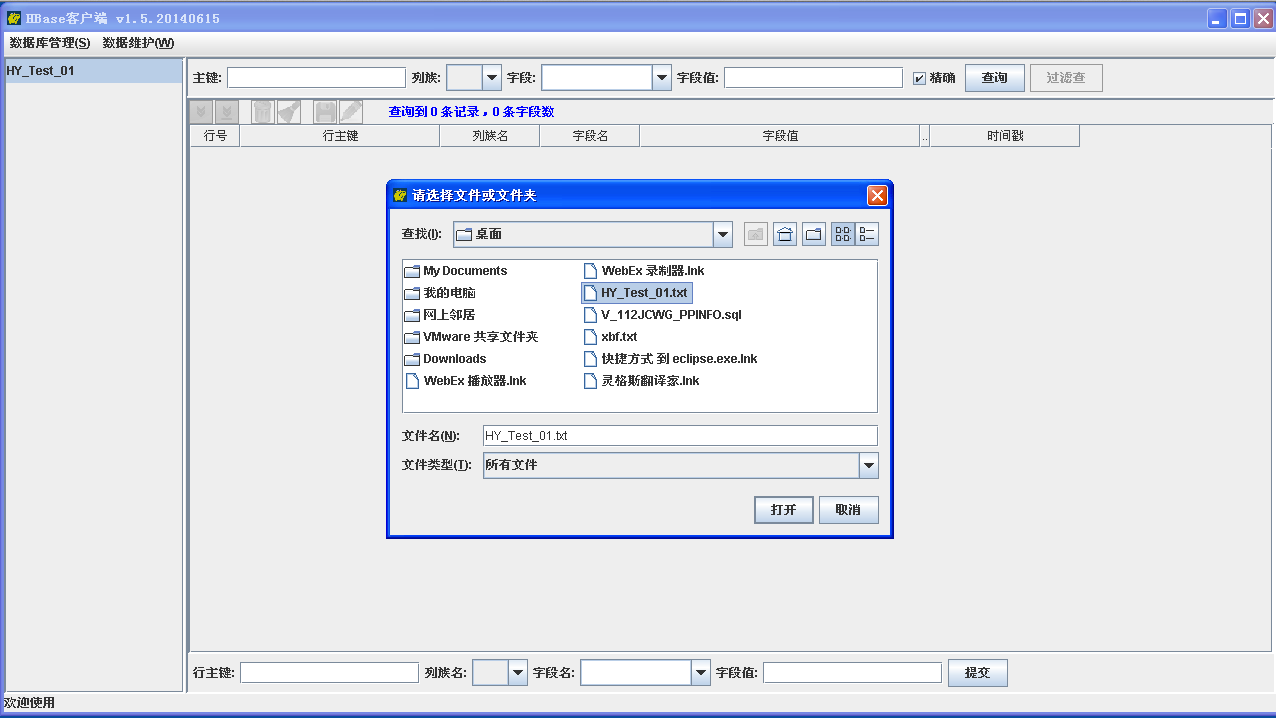 HBase客户端 v1.5.20140615
数据库管理(S) 数据维护(W)
HY_Test_01
主键: 列族: 字段: 字段值: 精确 查询 过滤查
查询到 0 条记录，0 条字段数
行号 行主键 列族名 字段名 字段值 .. 时间戳
请选择文件或文件夹
查找(I): 桌面
My Documents WebEx 录制器.lnk
我的电脑 HY_Test_01.txt
网上邻居 V_112JCWG_PPINFO.sql
VMware 共享文件夹 xbf.txt
Downloads 快捷方式 到 eclipse.exe.lnk
WebEx 播放器.lnk 灵格斯翻译家.lnk
文件名(N): HY_Test_01.txt
文件类型(T): 所有文件
打开 取消
行主键: 列族名: 字段名: 字段值: 提交
欢迎使用